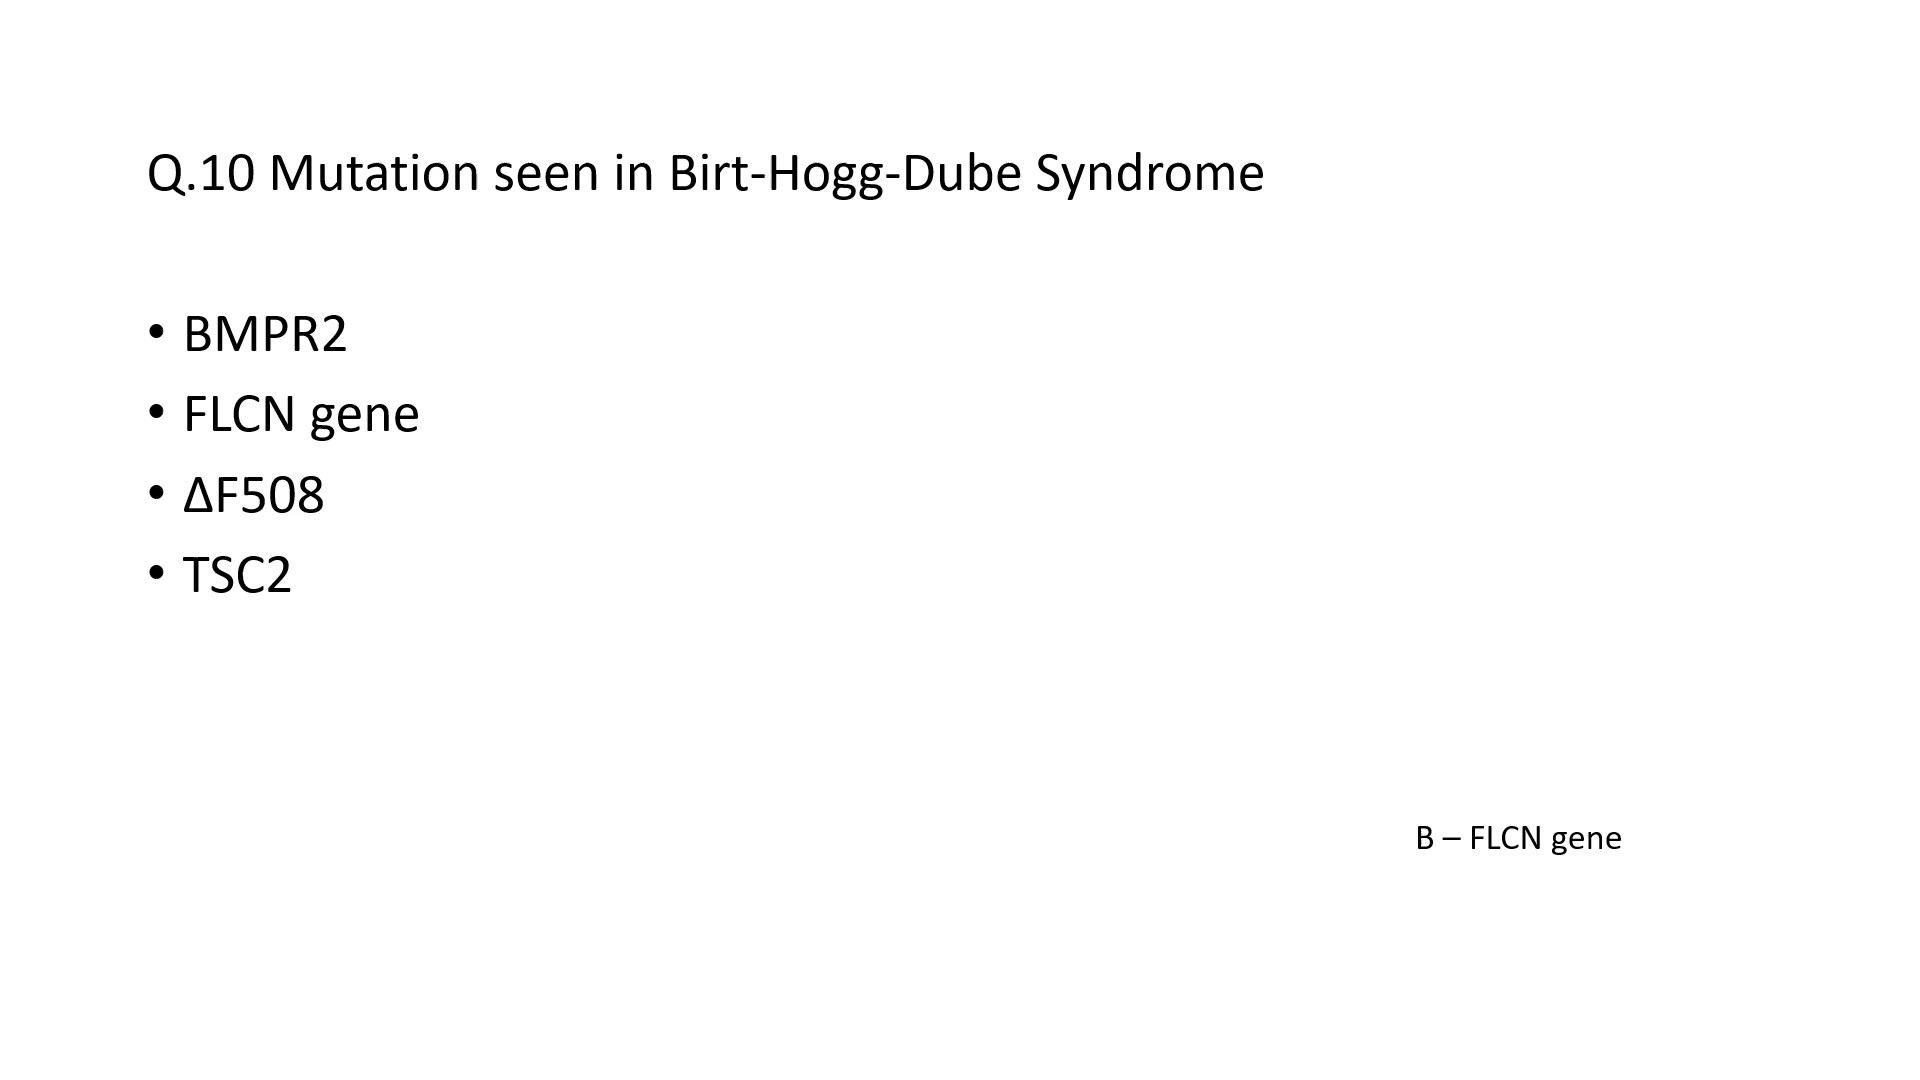 Q.10 Mutation seen in Birt-Hogg-Dube Syndrome
• BMPR2
• FLCN gene
• ΔF508
• TSC2
B – FLCN gene